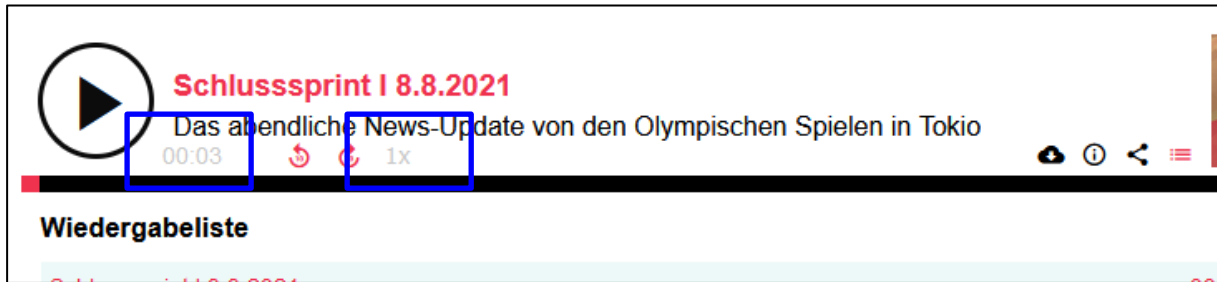 Schlusssprint I 8.8.2021
Das abendliche News-Update von den Olympischen Spielen in Tokio
00:03 1x
Wiedergabeliste